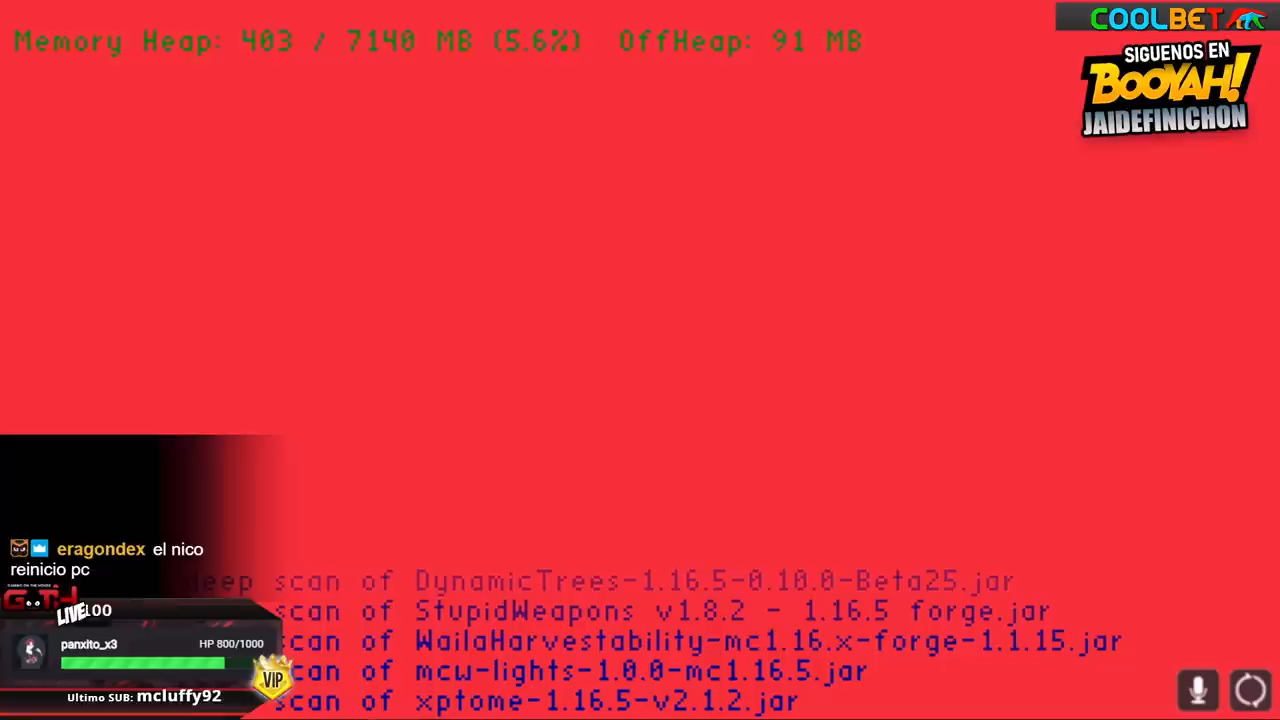 Memory Heap: 403 / 7140 MB (5.6%) OffHeap: 91 MB
COOLBET
SIGUENOS EN
BOOYAH!
JAIDEFINICHON
eragondex el nico
reinicio pc
deep scan of DynamicTrees-1.16.5-0.10.0-Beta25.jar
scan of StupidWeapons v1.8.2 - 1.16.5 forge.jar
scan of WailaHarvestability-mc1.16.x-forge-1.1.15.jar
scan of mcw-lights-1.0.0-mc1.16.5.jar
scan of xptome-1.16.5-v2.1.2.jar
LIVE
panxito_x3 HP 800/1000
VIP
Ultimo SUB: mcluffy92